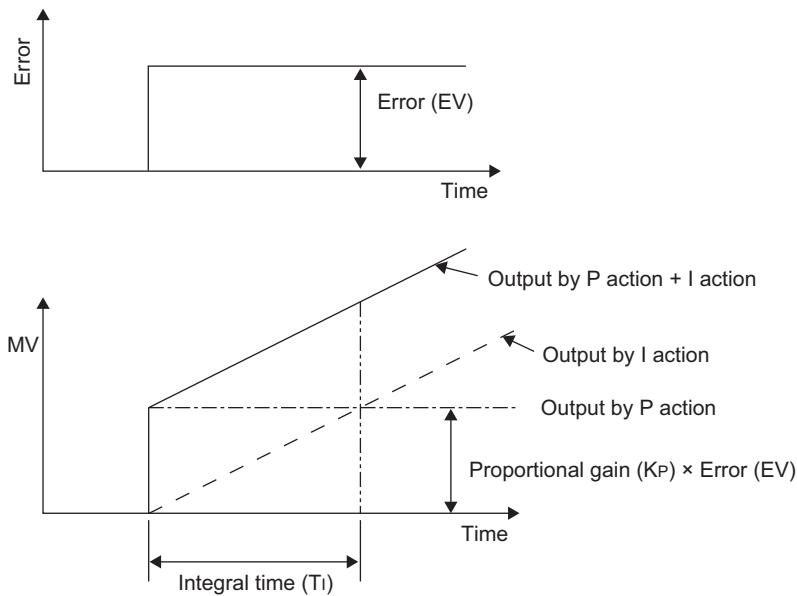 Error
Error (EV)
Time
Output by P action + I action
MV
Output by I action
Output by P action
Proportional gain (KP) × Error (EV)
Time
Integral time (TI)